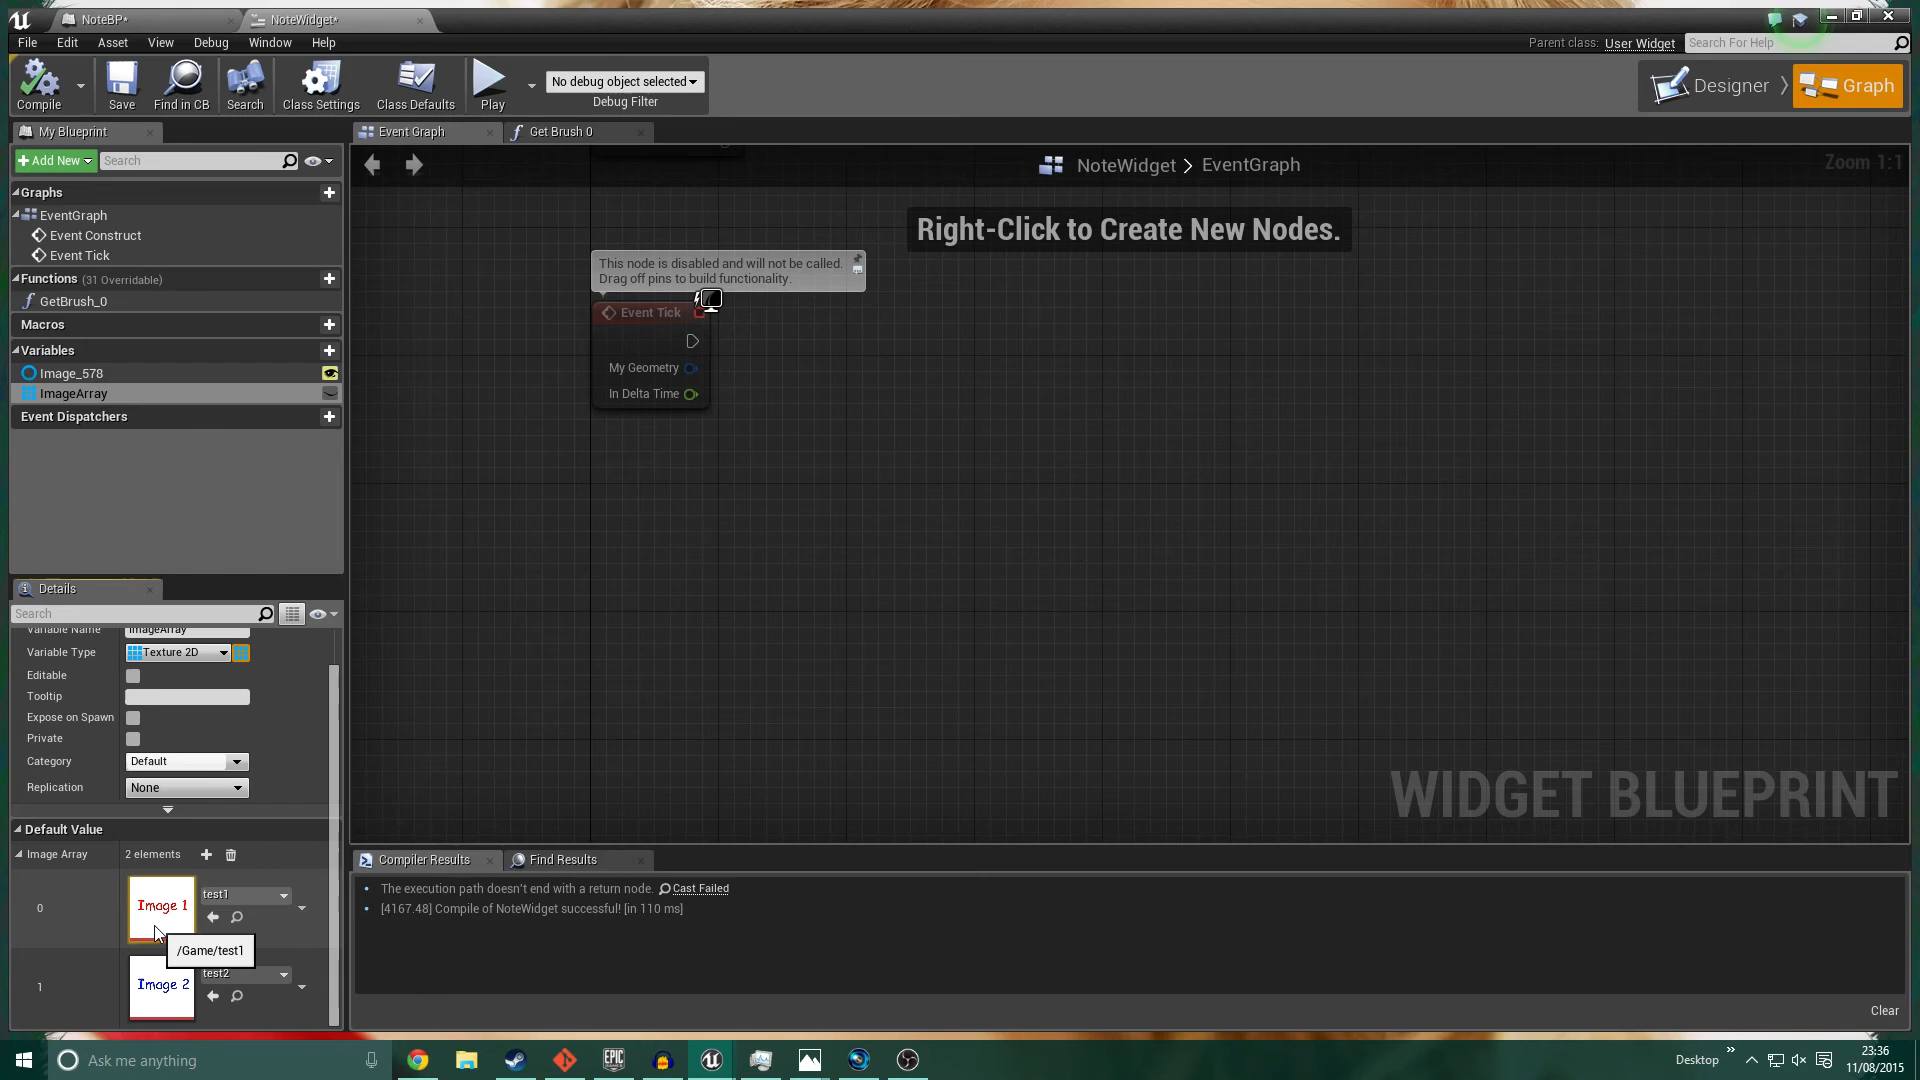 NoteBP*
NoteWidget*
File Edit Asset View Debug Window Help
Parent class: User Widget
Search For Help
Compile
Save
Find in CB
Search
Class Settings
Class Defaults
Play
No debug object selected
Debug Filter
Designer
Graph
My Blueprint
Event Graph
Get Brush 0
Add New
Search
NoteWidget > EventGraph
Zoom 1:1
Graphs
EventGraph
Event Construct
Event Tick
Functions (31 Overridable)
GetBrush_0
Macros
Variables
Image_578
ImageArray
Event Dispatchers
Right-Click to Create New Nodes.
This node is disabled and will not be called.
Drag off pins to build functionality.
Event Tick
My Geometry
In Delta Time
WIDGET BLUEPRINT
Details
Search
Variable Name ImageArray
Variable Type Texture 2D
Editable
Tooltip
Expose on Spawn
Private
Category Default
Replication None
Default Value
Image Array 2 elements
0 Image 1 test1
/Game/test1
1 Image 2 test2
Compiler Results
Find Results
The execution path doesn't end with a return node. Cast Failed
[4167.48] Compile of NoteWidget successful! [in 110 ms]
Clear
Ask me anything
EPIC
Desktop
23:36
11/08/2015